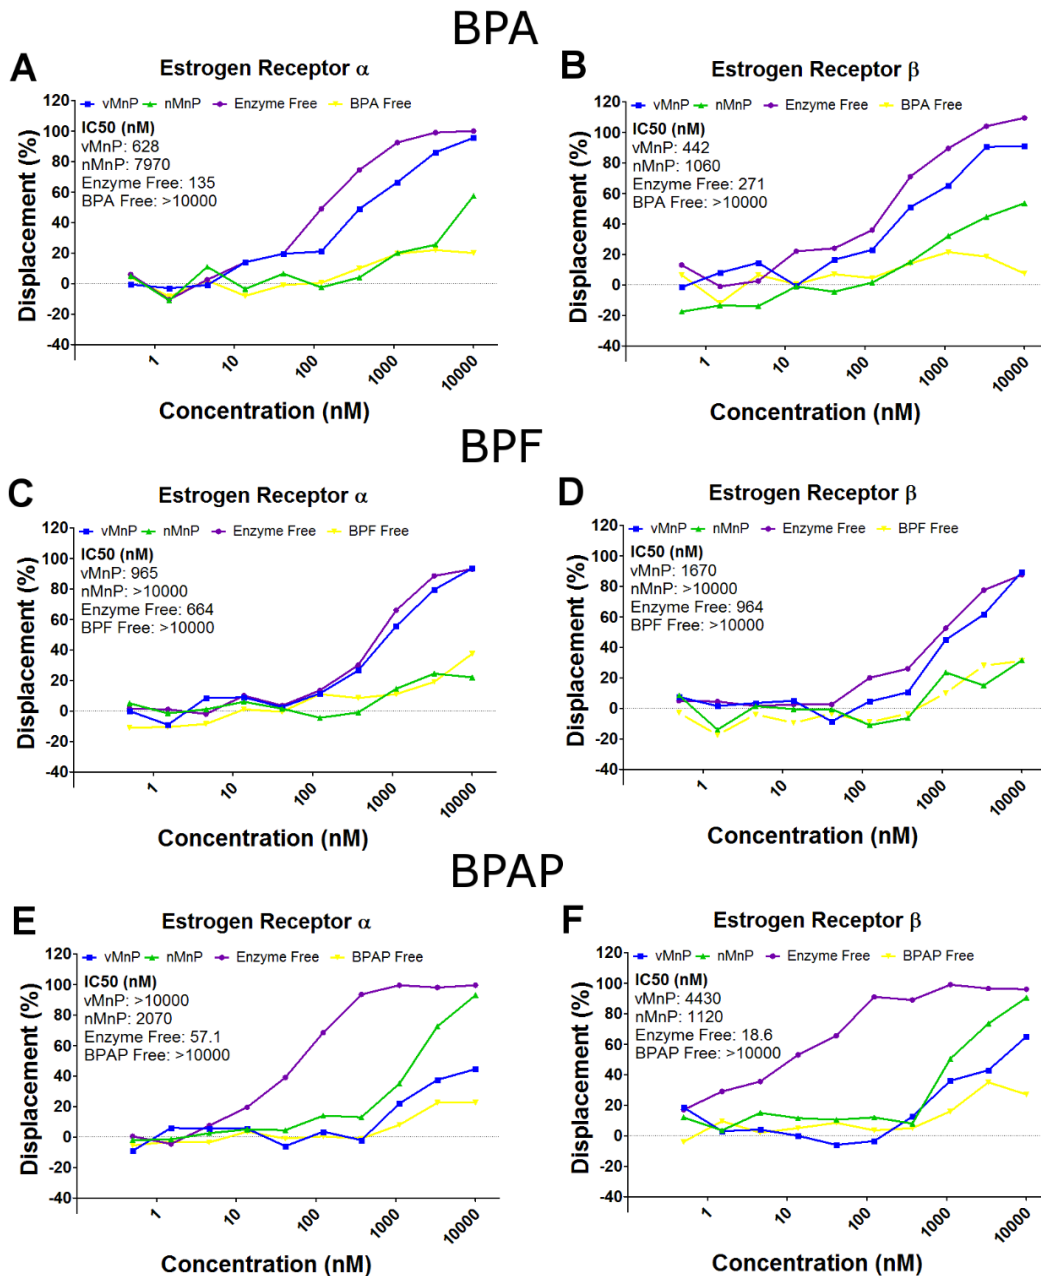 BPA
A
Estrogen Receptor α
vMnP nMnP Enzyme Free BPA Free
IC50 (nM)
vMnP: 628
nMnP: 7970
Enzyme Free: 135
BPA Free: >10000
Displacement (%)
120
100
80
60
40
20
0
-20
-40
1 10 100 1000 10000
Concentration (nM)
B
Estrogen Receptor β
vMnP nMnP Enzyme Free BPA Free
IC50 (nM)
vMnP: 442
nMnP: 1060
Enzyme Free: 271
BPA Free: >10000
Displacement (%)
120
100
80
60
40
20
0
-20
-40
1 10 100 1000 10000
Concentration (nM)
BPF
C
Estrogen Receptor α
vMnP nMnP Enzyme Free BPF Free
IC50 (nM)
vMnP: 965
nMnP: >10000
Enzyme Free: 664
BPF Free: >10000
Displacement (%)
120
100
80
60
40
20
0
-20
-40
1 10 100 1000 10000
Concentration (nM)
D
Estrogen Receptor β
vMnP nMnP Enzyme Free BPF Free
IC50 (nM)
vMnP: 1670
nMnP: >10000
Enzyme Free: 964
BPF Free: >10000
Displacement (%)
120
100
80
60
40
20
0
-20
-40
1 10 100 1000 10000
Concentration (nM)
BPAP
E
Estrogen Receptor α
vMnP nMnP Enzyme Free BPAP Free
IC50 (nM)
vMnP: >10000
nMnP: 2070
Enzyme Free: 57.1
BPAP Free: >10000
Displacement (%)
120
100
80
60
40
20
0
-20
-40
1 10 100 1000 10000
Concentration (nM)
F
Estrogen Receptor β
vMnP nMnP Enzyme Free BPAP Free
IC50 (nM)
vMnP: 4430
nMnP: 1120
Enzyme Free: 18.6
BPAP Free: >10000
Displacement (%)
120
100
80
60
40
20
0
-20
-40
1 10 100 1000 10000
Concentration (nM)